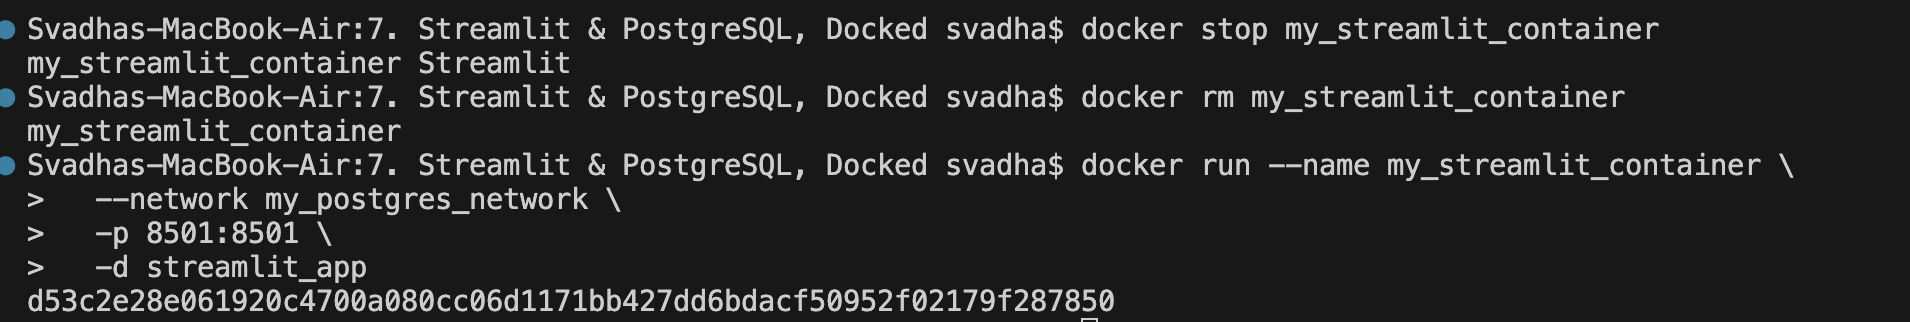 Svadhas-MacBook-Air:7. Streamlit & PostgreSQL, Docked svadha$ docker stop my_streamlit_container
my_streamlit_container Streamlit
Svadhas-MacBook-Air:7. Streamlit & PostgreSQL, Docked svadha$ docker rm my_streamlit_container
my_streamlit_container
Svadhas-MacBook-Air:7. Streamlit & PostgreSQL, Docked svadha$ docker run --name my_streamlit_container \
>   --network my_postgres_network \
>   -p 8501:8501 \
>   -d streamlit_app
d53c2e28e061920c4700a080cc06d1171bb427dd6bdacf50952f02179f287850